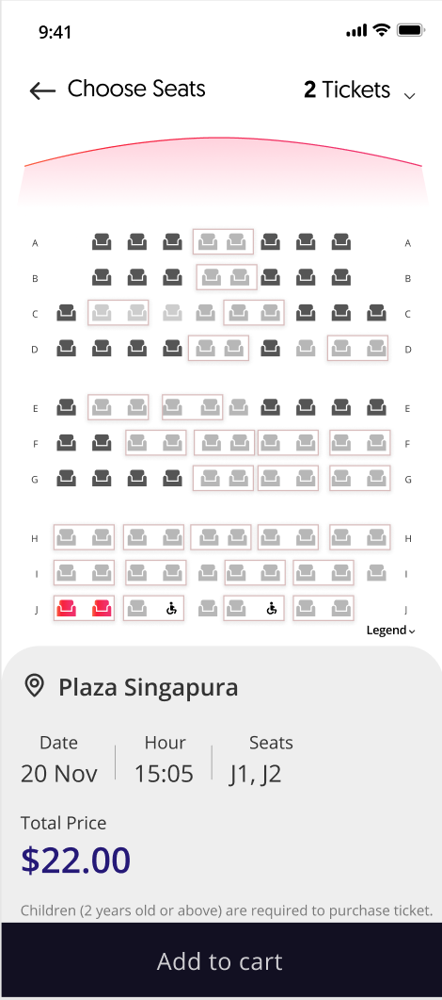 9:41
Choose Seats 2 Tickets
A A
B B
C C
D D
E E
F F
G G
H H
I I
J J
Legend
Plaza Singapura
Date Hour Seats
20 Nov 15:05 J1, J2
Total Price
$22.00
Children (2 years old or above) are required to purchase ticket.
Add to cart